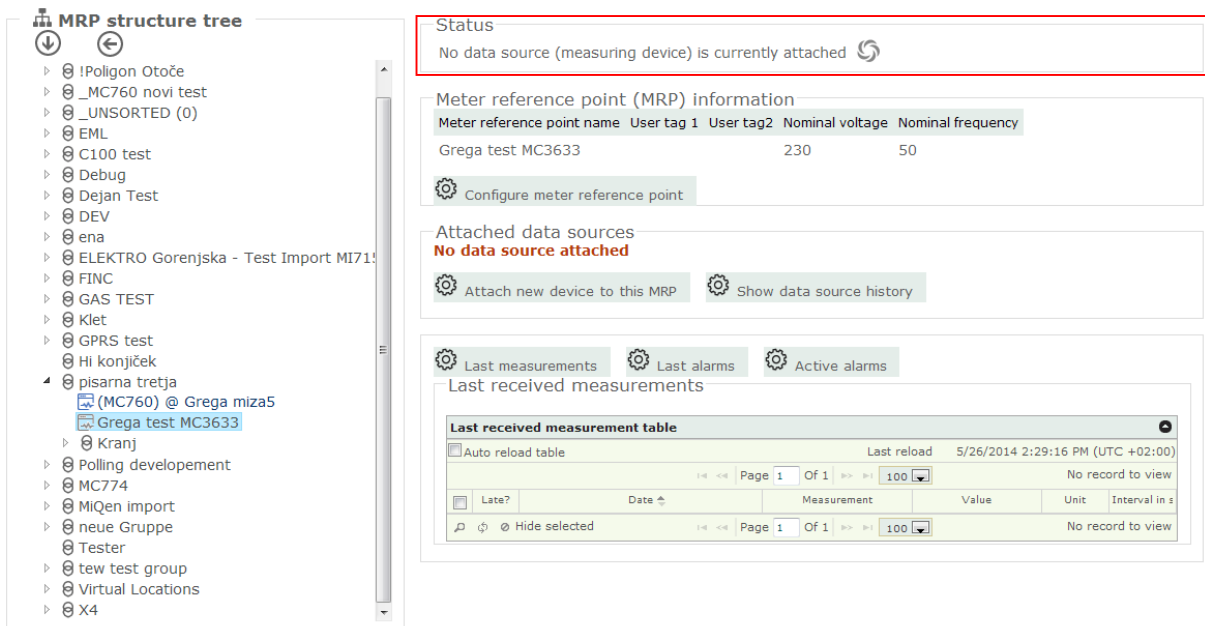 MRP structure tree
!Poligon Otoče
_MC760 novi test
_UNSORTED (0)
EML
C100 test
Debug
Dejan Test
DEV
ena
ELEKTRO Gorenjska - Test Import MI71
FINC
GAS TEST
Klet
GPRS test
Hi konjiček
pisarna tretja
(MC760) @ Grega miza5
Grega test MC3633
Kranj
Polling developement
MC774
MiQen import
neue Gruppe
Tester
tew test group
Virtual Locations
X4
Status
No data source (measuring device) is currently attached
Meter reference point (MRP) information
Meter reference point name User tag 1 User tag2 Nominal voltage Nominal frequency
Grega test MC3633 230 50
Configure meter reference point
Attached data sources
No data source attached
Attach new device to this MRP Show data source history
Last measurements Last alarms Active alarms
Last received measurements
Last received measurement table
Auto reload table Last reload 5/26/2014 2:29:16 PM (UTC +02:00)
Page 1 Of 1 100 No record to view
Late? Date Measurement Value Unit Interval in s
Hide selected Page 1 Of 1 100 No record to view